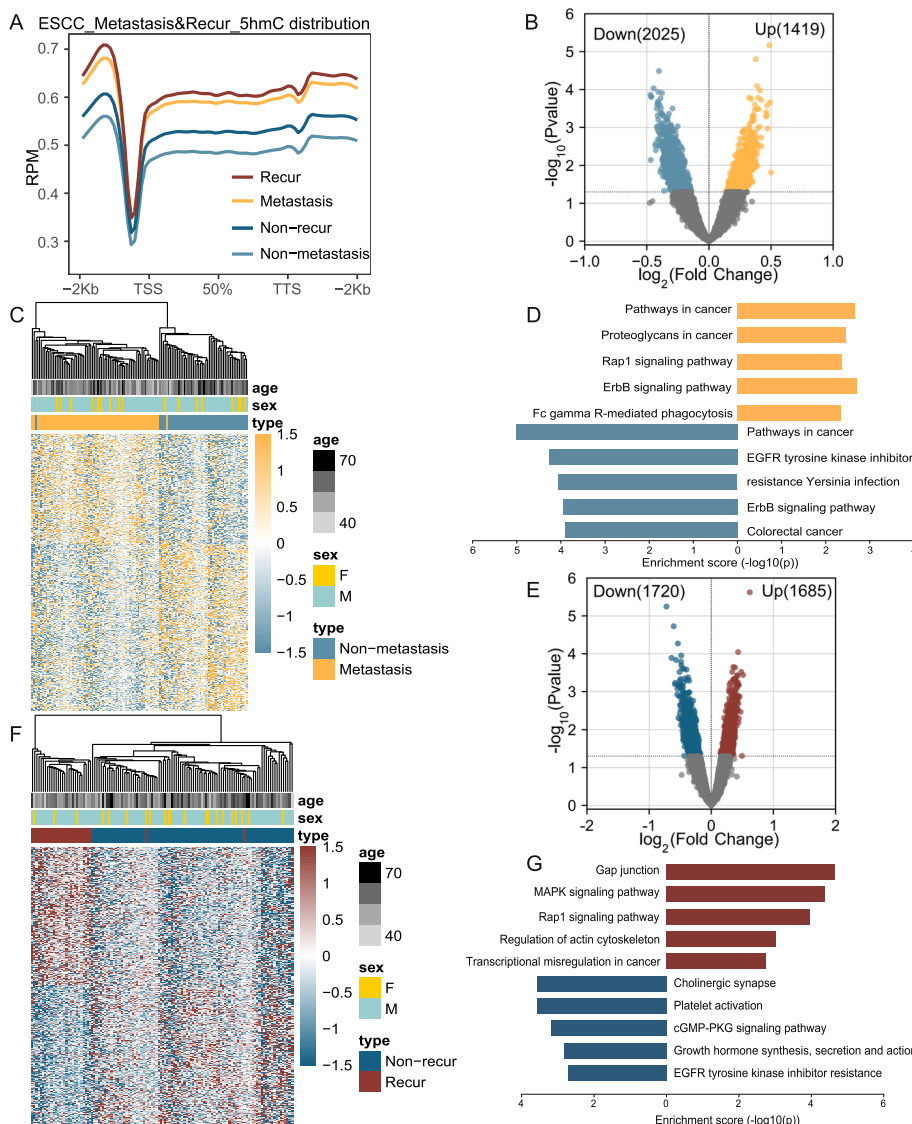 A
ESCC_Metastasis&Recur_5hmC distribution
0.7
0.6
0.5
0.4
0.3
RPM
Recur
Metastasis
Non−recur
Non−metastasis
−2Kb
TSS
50%
TTS
−2Kb
B
Down(2025)
Up(1419)
6
5
4
3
2
1
0
-log10(Pvalue)
−1.0
−0.5
0.0
0.5
1.0
log2(Fold Change)
C
age
sex
type
1.5
1
0.5
0
−0.5
−1
−1.5
age
70
40
sex
F
M
type
Non−metastasis
Metastasis
D
Pathways in cancer
Proteoglycans in cancer
Rap1 signaling pathway
ErbB signaling pathway
Fc gamma R-mediated phagocytosis
Pathways in cancer
EGFR tyrosine kinase inhibitor
resistance Yersinia infection
ErbB signaling pathway
Colorectal cancer
6 5 4 3 2 1 0 1 2 3 4
Enrichment score (-log10(p))
E
Down(1720)
Up(1685)
6
5
4
3
2
1
0
-log10(Pvalue)
−2
−1
0
1
2
log2(Fold Change)
F
age
sex
type
1.5
1
0.5
0
−0.5
−1
−1.5
age
70
40
sex
F
M
type
Non−recur
Recur
G
Gap junction
MAPK signaling pathway
Rap1 signaling pathway
Regulation of actin cytoskeleton
Transcriptional misregulation in cancer
Cholinergic synapse
Platelet activation
cGMP-PKG signaling pathway
Growth hormone synthesis, secretion and action
EGFR tyrosine kinase inhibitor resistance
4 2 0 2 4 6
Enrichment score (-log10(p))